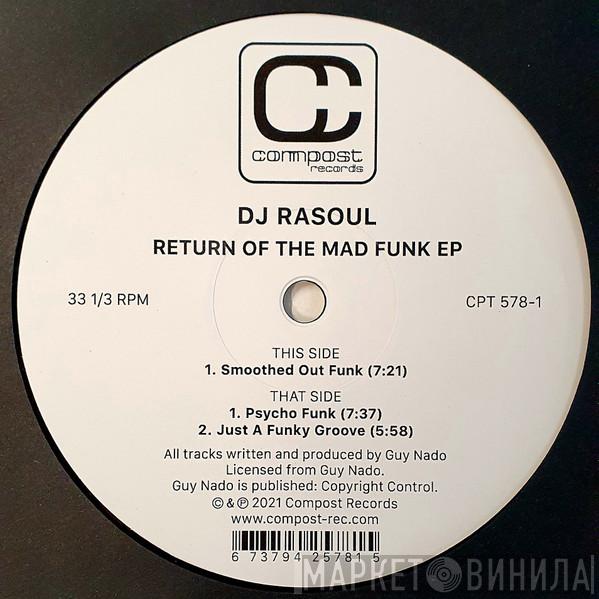 compost
records
DJ RASOUL
RETURN OF THE MAD FUNK EP
33 1/3 RPM
CPT 578-1
THIS SIDE
1. Smoothed Out Funk (7:21)
THAT SIDE
1. Psycho Funk (7:37)
2. Just A Funky Groove (5:58)
All tracks written and produced by Guy Nado
Licensed from Guy Nado.
Guy Nado is published: Copyright Control.
© & ℗ 2021 Compost Records
www.compost-rec.com
6 73794 25781 5
МАРКЕТ ВИНИЛА